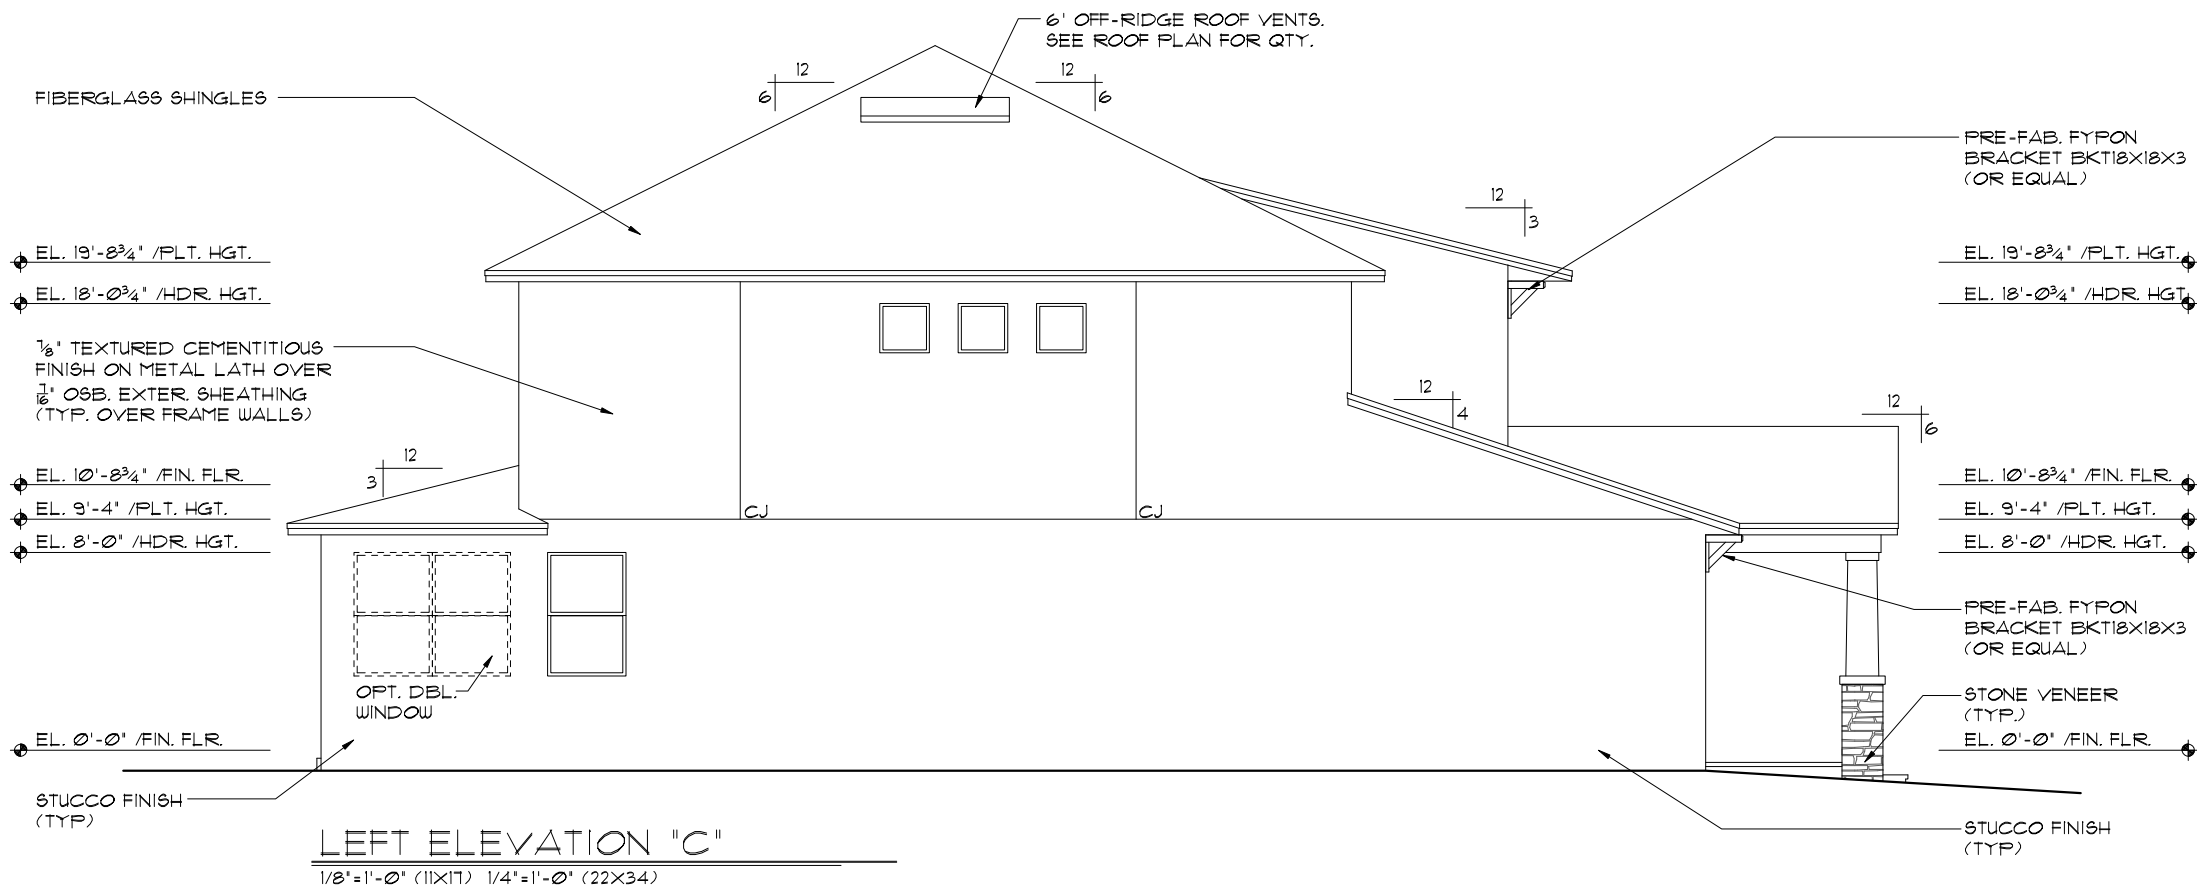 6' OFF-RIDGE ROOF VENTS.
SEE ROOF PLAN FOR QTY.
12
6
12
6
FIBERGLASS SHINGLES
PRE-FAB. FYPON
BRACKET BKT18X18X3
(OR EQUAL)
12
3
EL. 19'-8¾" /PLT. HGT.
EL. 18'-0¾" /HDR. HGT.
EL. 19'-8¾" /PLT. HGT.
EL. 18'-0¾" /HDR. HGT.
⅞" TEXTURED CEMENTITIOUS
FINISH ON METAL LATH OVER
7/16" OSB. EXTER. SHEATHING
(TYP. OVER FRAME WALLS)
12
4
12
6
12
3
EL. 10'-8¾" /FIN. FLR.
EL. 9'-4" /PLT. HGT.
EL. 8'-0" /HDR. HGT.
CJ
CJ
EL. 10'-8¾" /FIN. FLR.
EL. 9'-4" /PLT. HGT.
EL. 8'-0" /HDR. HGT.
PRE-FAB. FYPON
BRACKET BKT18X18X3
(OR EQUAL)
OPT. DBL.
WINDOW
STONE VENEER
(TYP.)
EL. 0'-0" /FIN. FLR.
EL. 0'-0" /FIN. FLR.
STUCCO FINISH
(TYP)
STUCCO FINISH
(TYP)
LEFT ELEVATION "C"
1/8"=1'-0" (11X17) 1/4"=1'-0" (22X34)